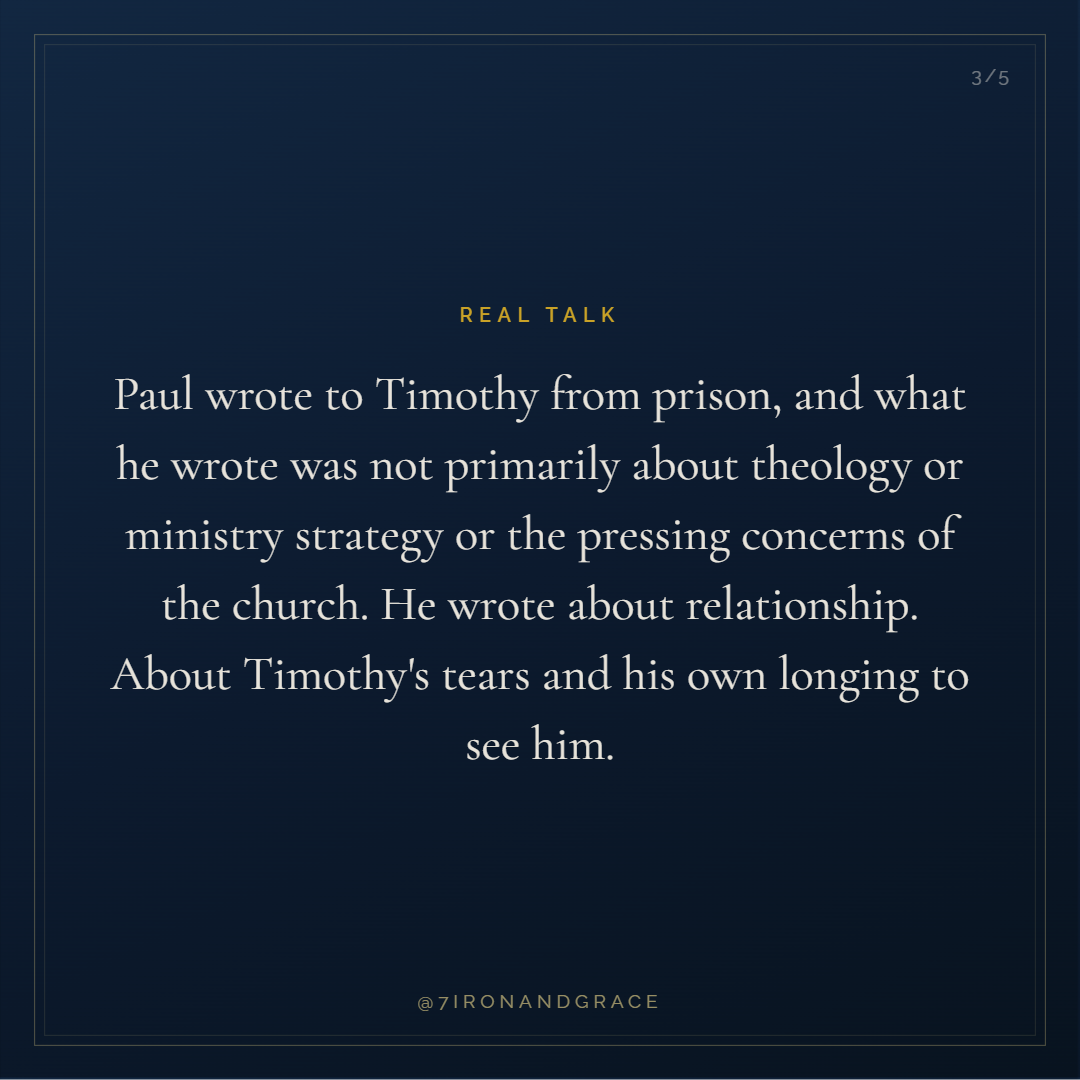 3/5
REAL TALK
Paul wrote to Timothy from prison, and what
he wrote was not primarily about theology or
ministry strategy or the pressing concerns of
the church. He wrote about relationship.
About Timothy's tears and his own longing to
see him.
@7IRONANDGRACE